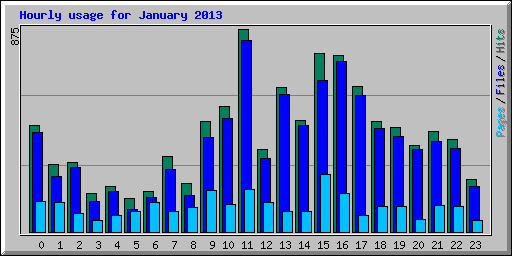 Hourly usage for January 2013
875
Pages / Files / Hits
0 1 2 3 4 5 6 7 8 9 10 11 12 13 14 15 16 17 18 19 20 21 22 23